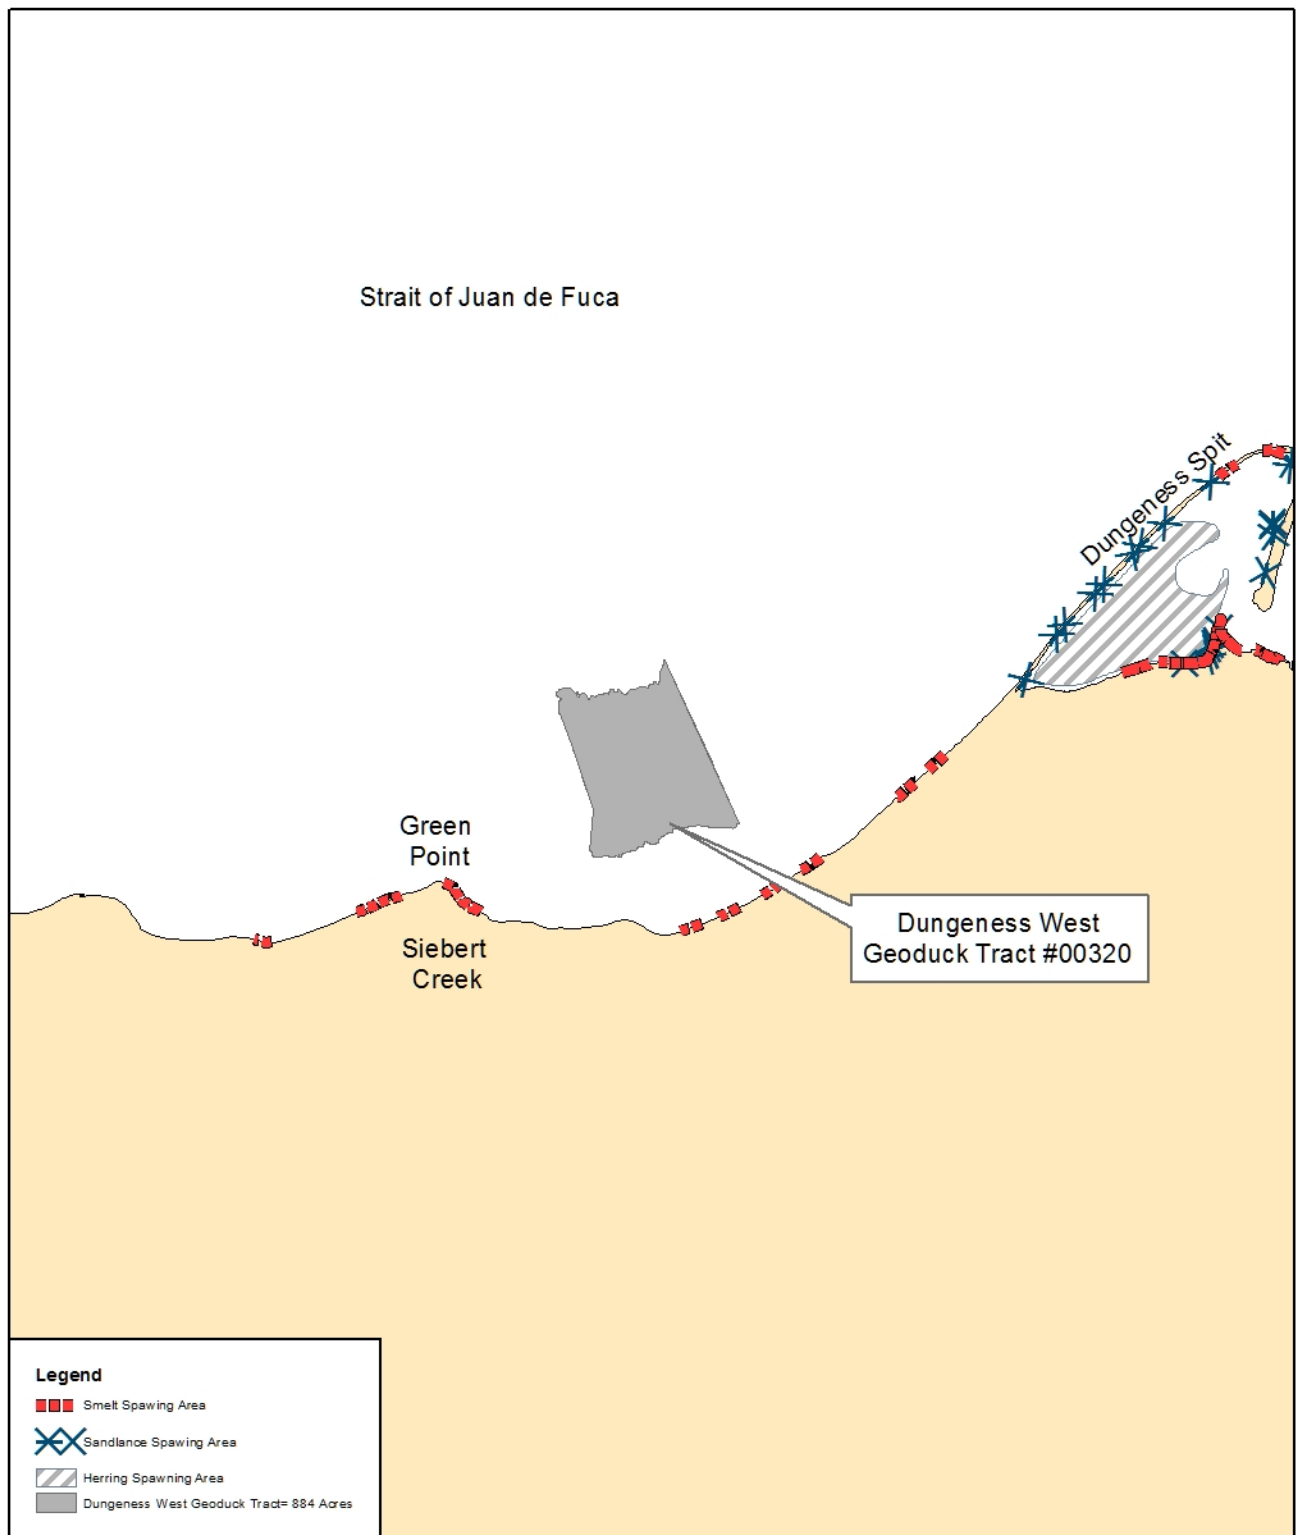 Strait of Juan de Fuca
Dungeness Spit
Green
Point
Siebert
Creek
Dungeness West
Geoduck Tract #00320
Legend
Smelt Spawing Area
Sandlance Spawing Area
Herring Spawning Area
Dungeness West Geoduck Tract= 884 Acres